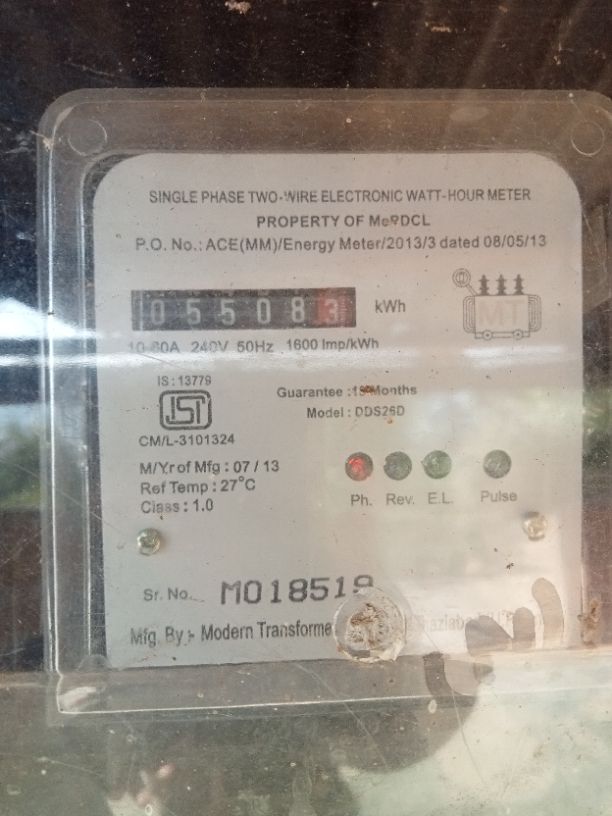 SINGLE PHASE TWO-WIRE ELECTRONIC WATT-HOUR METER
PROPERTY OF MePDCL
P.O. No.: ACE(MM)/Energy Meter/2013/3 dated 08/05/13
055083 kWh
MT
10-60A 240V 50Hz 1600 Imp/kWh
IS : 13779
ISI
CM/L-3101324
Guarantee : 18 Months
Model : DDS26D
M/Y.r of Mfg : 07 / 13
Ref Temp : 27°C
Class : 1.0
Ph. Rev. E.L. Pulse
Sr. No. M018519
Mfg. By :- Modern